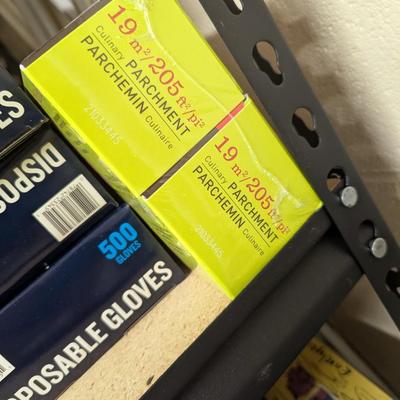 19 m²/205 ft²/pi²
Culinary PARCHMENT
PARCHEMIN Culinaire
21033445
19 m²/205 ft²/pi²
Culinary PARCHMENT
PARCHEMIN Culinaire
21033445
ES
DISPO
500
GLOVES
POSABLE GLOVES